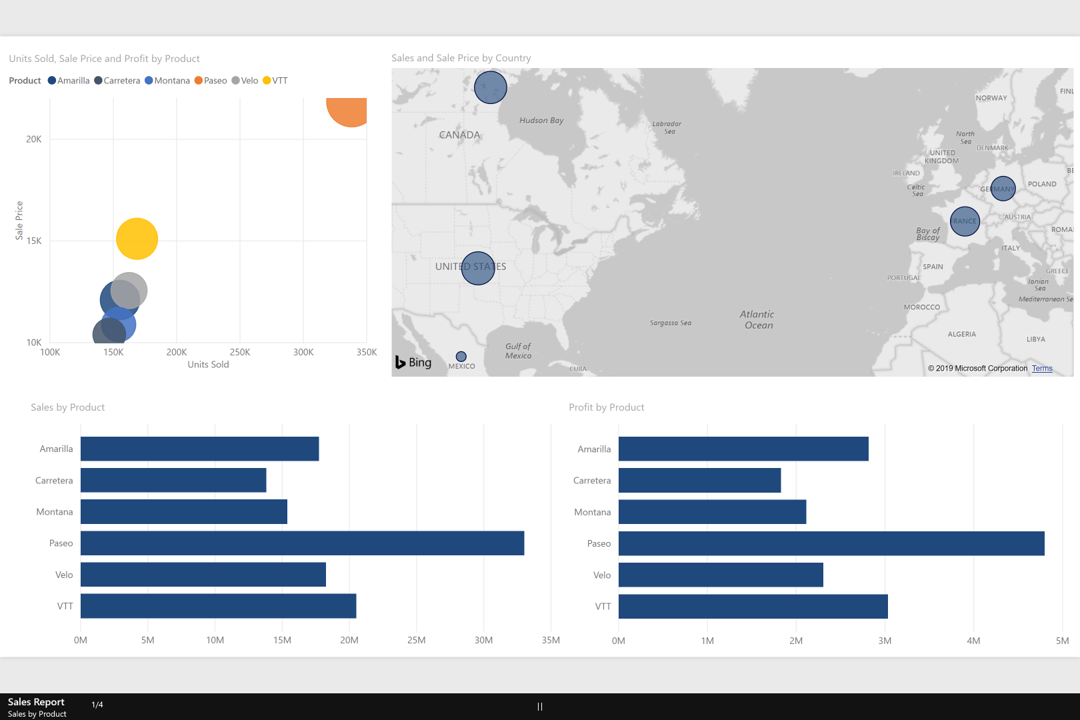 Units Sold, Sale Price and Profit by Product
Product Amarilla Carretera Montana Paseo Velo VTT
Sale Price
20K
15K
10K
100K 150K 200K 250K 300K 350K
Units Sold
Sales and Sale Price by Country
CANADA
Hudson Bay
Labrador
Sea
NORWAY
FINL
North
Sea
DENMARK
UNITED
KINGDOM
IRELAND
Celtic
Sea
GERMANY
POLAND
BE
FRANCE
AUSTRIA
Bay of
Biscay
ROMA
ITALY
UNITED STATES
SPAIN
PORTUGAL
GREECE
Ionian
Sea
Mediterranean Se
MOROCCO
ALGERIA
LIBYA
Sargasso Sea
Atlantic
Ocean
Gulf of
Mexico
MEXICO
CUBA
Bing
© 2019 Microsoft Corporation Terms
Sales by Product
Amarilla
Carretera
Montana
Paseo
Velo
VTT
0M 5M 10M 15M 20M 25M 30M 35M
Profit by Product
Amarilla
Carretera
Montana
Paseo
Velo
VTT
0M 1M 2M 3M 4M 5M
Sales Report
1/4
Sales by Product